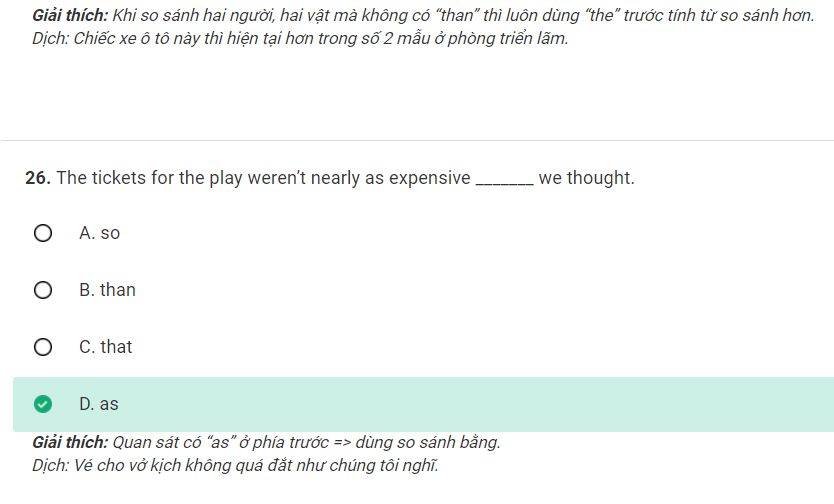 Giải thích: Khi so sánh hai người, hai vật mà không có “than” thì luôn dùng “the” trước tính từ so sánh hơn.
Dịch: Chiếc xe ô tô này thì hiện tại hơn trong số 2 mẫu ở phòng triển lãm.
26. The tickets for the play weren’t nearly as expensive _______ we thought.
A. so
B. than
C. that
D. as
Giải thích: Quan sát có “as” ở phía trước => dùng so sánh bằng.
Dịch: Vé cho vở kịch không quá đắt như chúng tôi nghĩ.